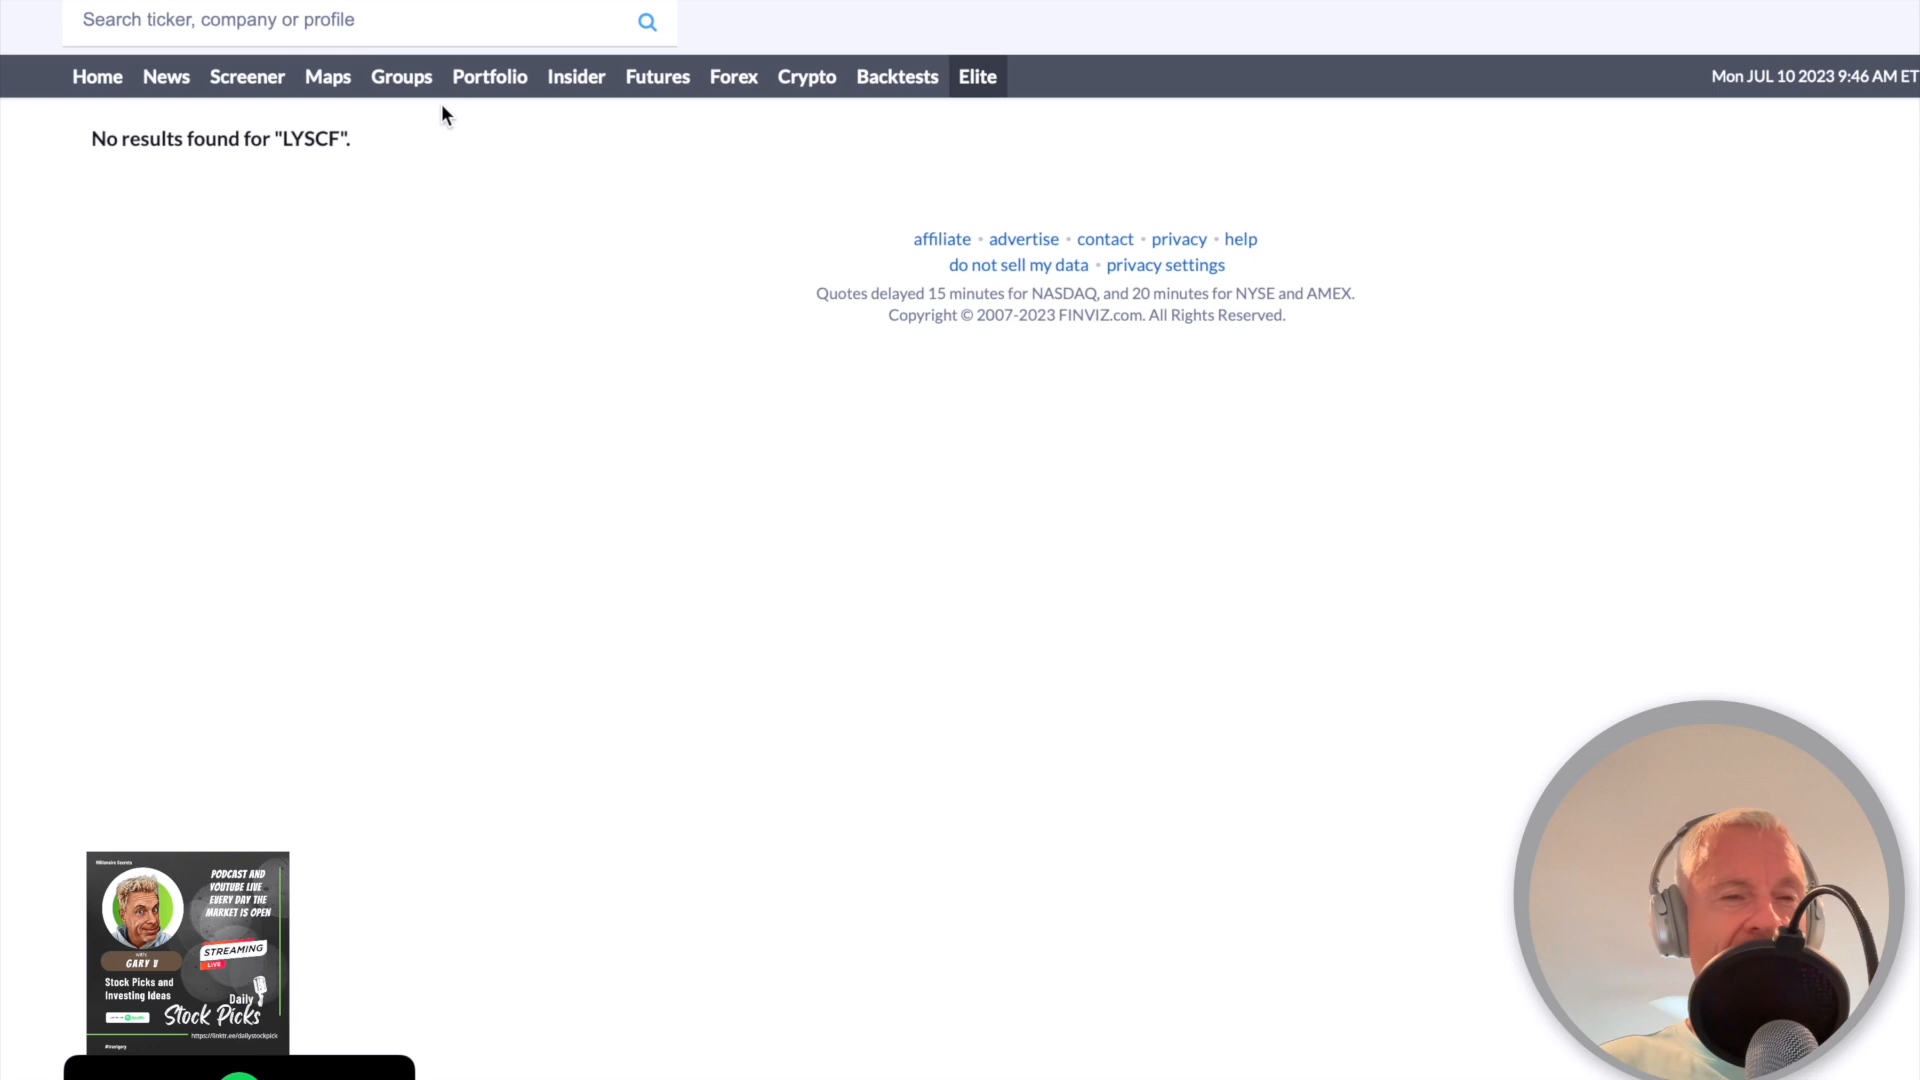 Search ticker, company or profile
Home News Screener Maps Groups Portfolio Insider Futures Forex Crypto Backtests Elite
Mon JUL 10 2023 9:46 AM ET
No results found for "LYSCF".
affiliate • advertise • contact • privacy • help
do not sell my data • privacy settings
Quotes delayed 15 minutes for NASDAQ, and 20 minutes for NYSE and AMEX.
Copyright © 2007-2023 FINVIZ.com. All Rights Reserved.
PODCAST AND
YOUTUBE LIVE
EVERY DAY THE
MARKET IS OPEN
STREAMING
LIVE
GARY V
Stock Picks and
Investing Ideas
Daily
Stock Picks
https://linktr.ee/dailystockpick